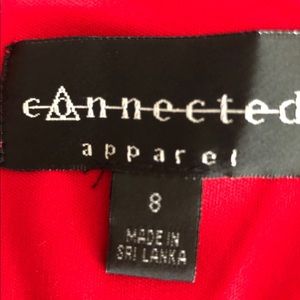 connected
apparel
8
MADE IN
SRI LANKA